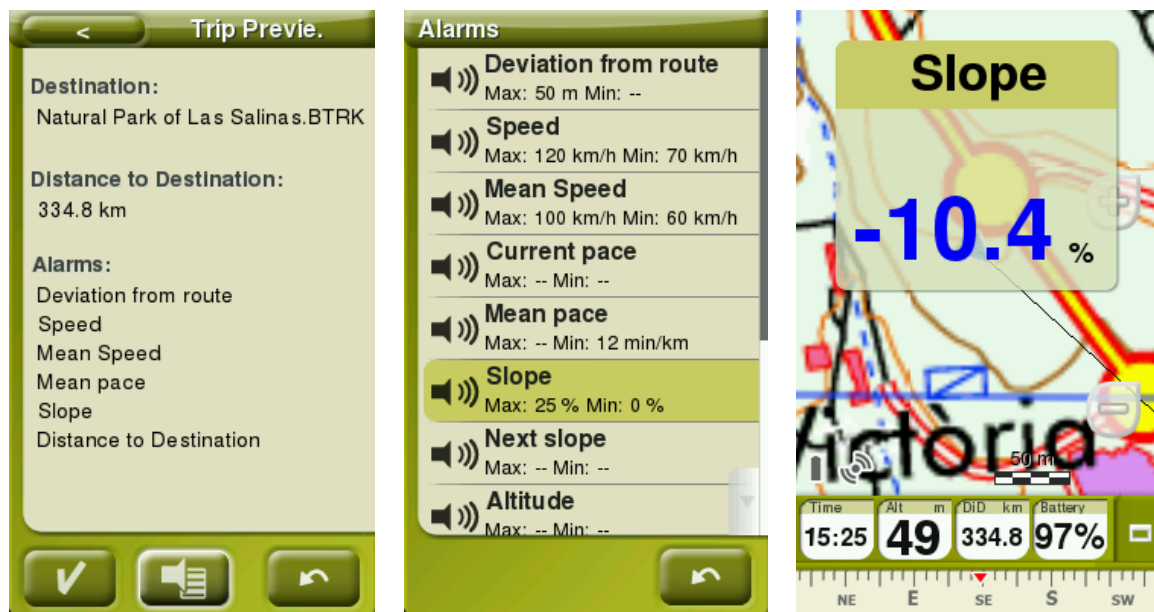 <
Trip Previe.
Destination:
Natural Park of Las Salinas.BTRK
Distance to Destination:
334.8 km
Alarms:
Deviation from route
Speed
Mean Speed
Mean pace
Slope
Distance to Destination
Alarms
Deviation from route
Max: 50 m Min: --
Speed
Max: 120 km/h Min: 70 km/h
Mean Speed
Max: 100 km/h Min: 60 km/h
Current pace
Max: -- Min: --
Mean pace
Max: -- Min: 12 min/km
Slope
Max: 25 % Min: 0 %
Next slope
Max: -- Min: --
Altitude
Max: -- Min: --
Slope
-10.4 %
Victòria
50 m
Time
15:25
Alt m
49
DiD km
334.8
Battery
97%
NE E SE S SW